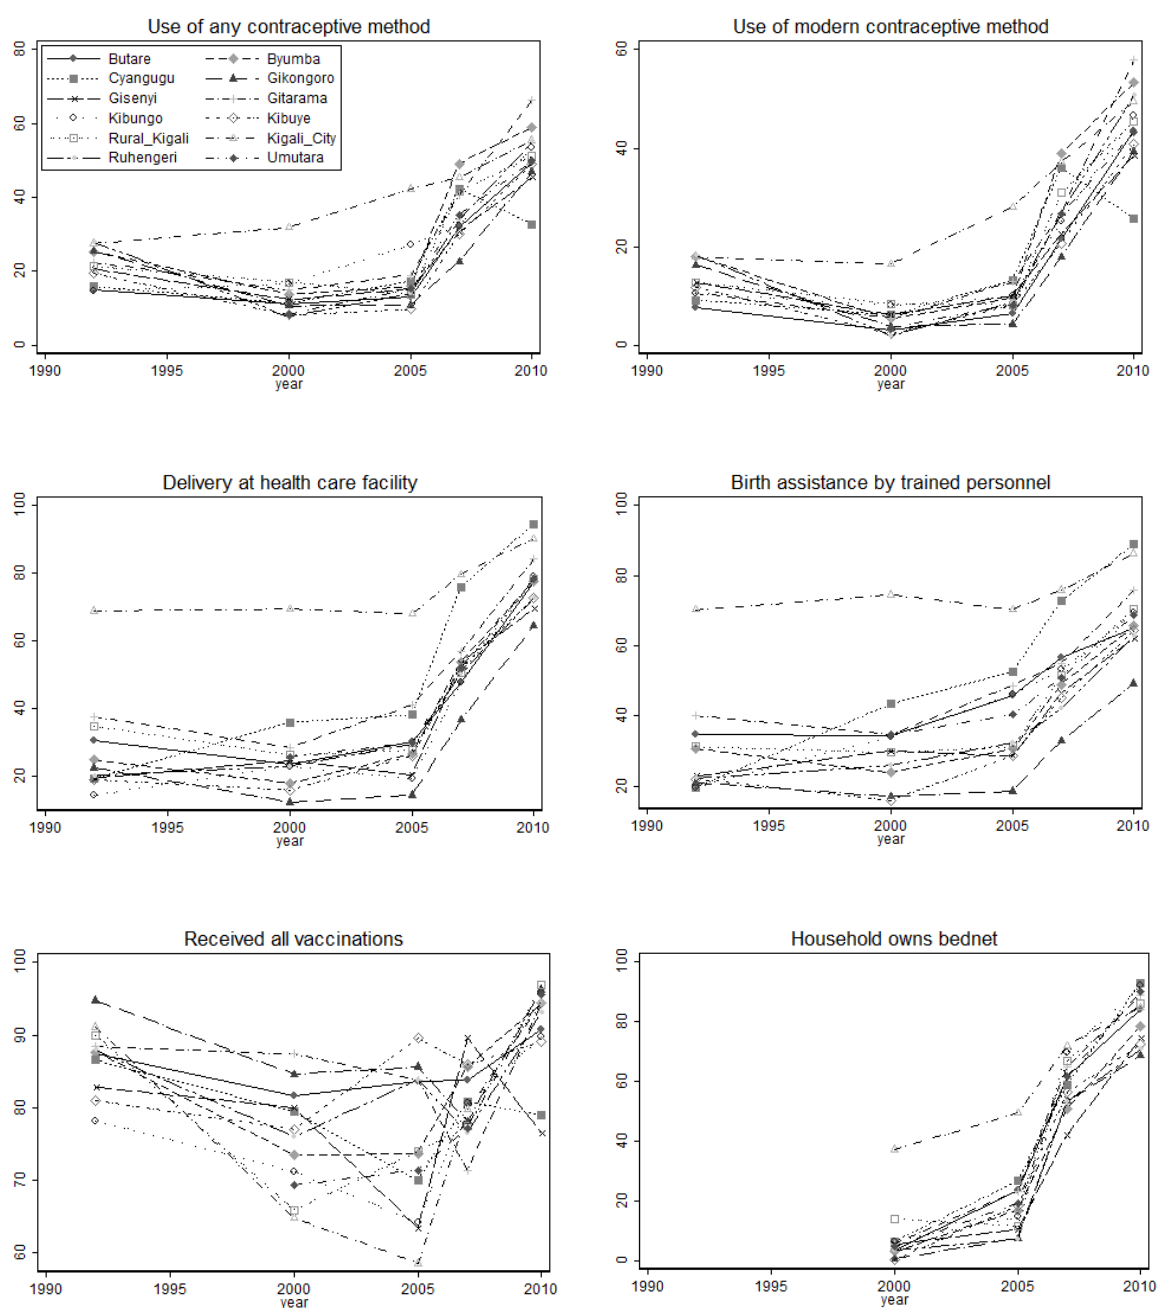 Use of any contraceptive method
80
60
40
20
0
Butare
Byumba
Cyangugu
Gikongoro
Gisenyi
Gitarama
Kibungo
Kibuye
Rural_Kigali
Kigali_City
Ruhengeri
Umutara
1990 1995 2000 2005 2010
year
Use of modern contraceptive method
60
40
20
0
1990 1995 2000 2005 2010
year
Delivery at health care facility
100
80
60
40
20
1990 1995 2000 2005 2010
year
Birth assistance by trained personnel
100
80
60
40
20
1990 1995 2000 2005 2010
year
Received all vaccinations
100
90
80
70
60
1990 1995 2000 2005 2010
year
Household owns bednet
100
80
60
40
20
0
1990 1995 2000 2005 2010
year